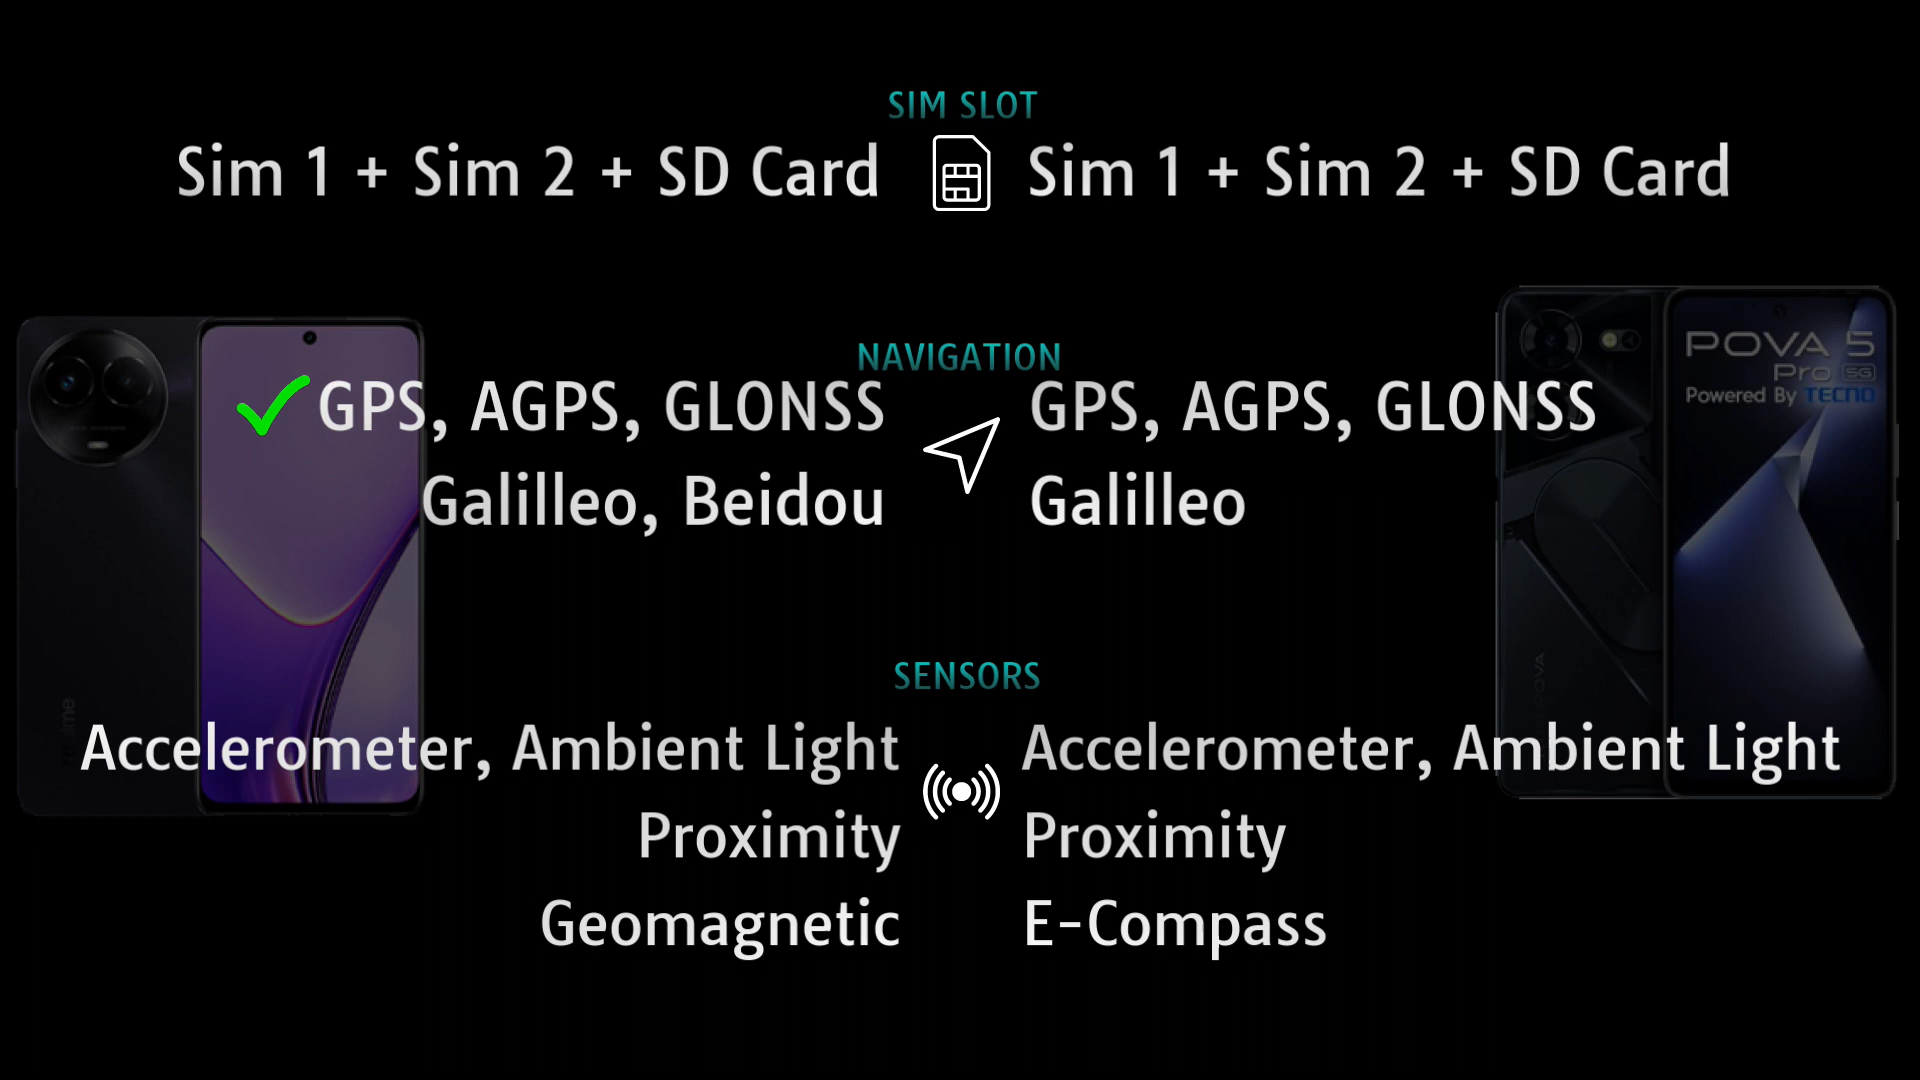 SIM SLOT
Sim 1 + Sim 2 + SD Card
Sim 1 + Sim 2 + SD Card
NAVIGATION
GPS, AGPS, GLONSS
Galilleo, Beidou
GPS, AGPS, GLONSS
Galilleo
POVA 5
Pro 5G
Powered By TECNO
SENSORS
Accelerometer, Ambient Light
Proximity
Geomagnetic
Accelerometer, Ambient Light
Proximity
E-Compass
realme
POVA